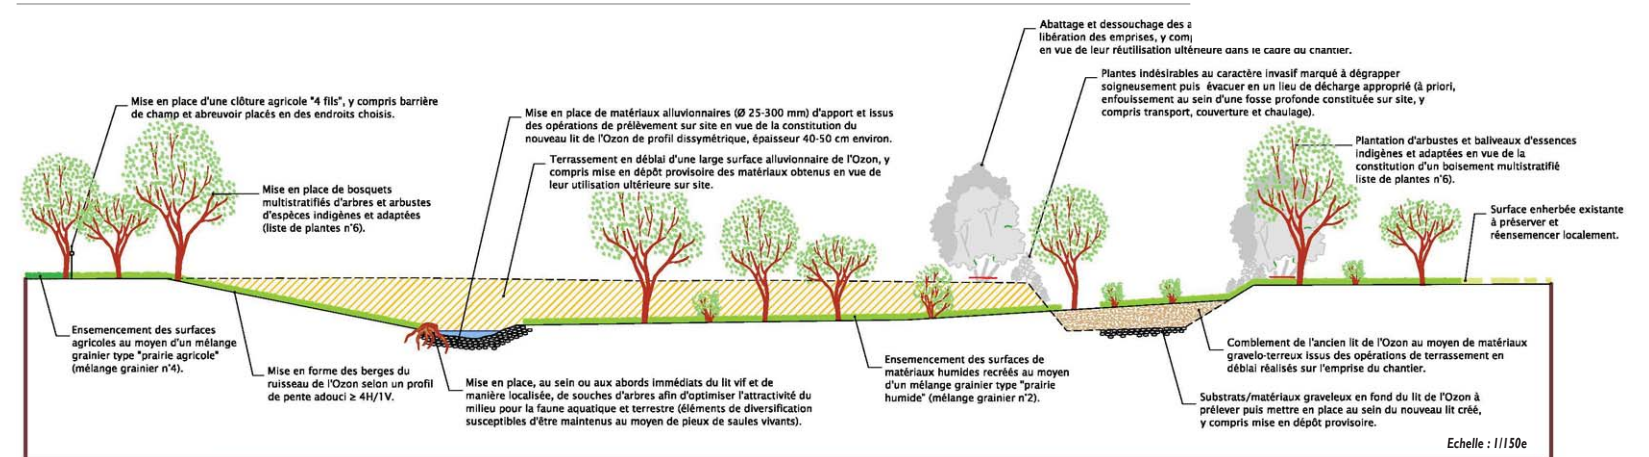 Abattage et dessouchage des
libération des emprises, y
en vue de leur réutilisation ultérieure dans le cadre du chantier.
Plantes indésirables au caractère invasif marqué à dégrapper
soigneusement puis évacuer en un lieu de décharge approprié (à priori,
enfouissement au sein d'une fosse profonde constituée sur site, y
compris transport, couverture et chaulage).
Mise en place d'une clôture agricole "4 fils", y compris barrière
de champ et abreuvoir placés en des endroits choisis.
Mise en place de matériaux alluvionnaires (Ø 25-300 mm) d'apport et issus
des opérations de prélèvement sur site en vue de la constitution du
nouveau lit de l'Ozon de profil dissymétrique, épaisseur 40-50 cm environ.
Terrassement en déblai d'une large surface alluvionnaire de l'Ozon, y
compris mise en dépôt provisoire des matériaux obtenus en vue de
leur utilisation ultérieure sur site.
Plantation d'arbustes et baliveaux d'essences
indigènes et adaptées en vue de la
constitution d'un boisement multistratifié
liste de plantes n°6).
Mise en place de bosquets
multistratifiés d'arbres et arbustes
d'espèces indigènes et adaptées
(liste de plantes n°6).
Surface enherbée existante
à préserver et
réensemencer localement.
Ensemencement des surfaces
agricoles au moyen d'un mélange
grainier type "prairie agricole"
(mélange grainier n°4).
Mise en forme des berges du
ruisseau de l'Ozon selon un profil
de pente adouci ≥ 4H/1V.
Mise en place, au sein ou aux abords immédiats du lit vif et de
manière localisée, de souches d'arbres afin d'optimiser l'attractivité du
milieu pour la faune aquatique et terrestre (éléments de diversification
susceptibles d'être maintenus au moyen de pieux de saules vivants).
Ensemencement des surfaces de
matériaux humides recréés au moyen
d'un mélange grainier type "prairie
humide" (mélange grainier n°2).
Comblement de l'ancien lit de l'Ozon au moyen de matériaux
gravelo-terreux issus des opérations de terrassement en
déblai réalisés sur l'emprise du chantier.
Substrats/matériaux graveleux en fond du lit de l'Ozon à
prélever puis mettre en place au sein du nouveau lit créé,
y compris mise en dépôt provisoire.
Echelle : 1/150e